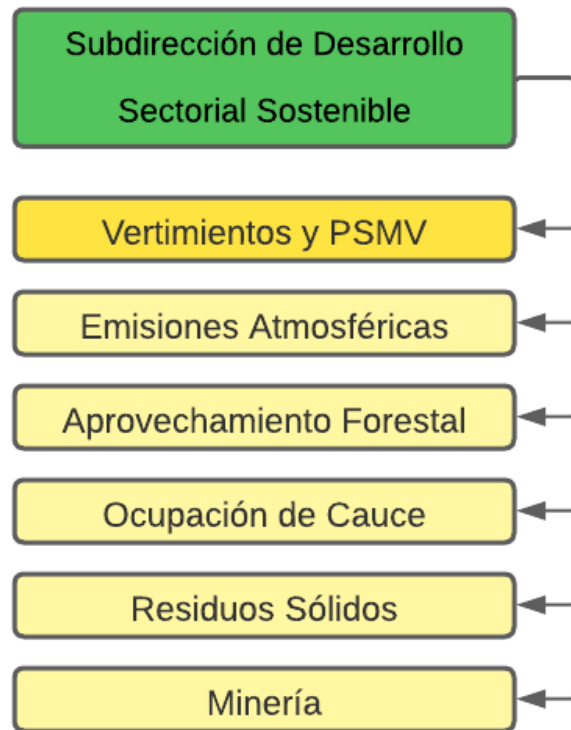 Subdirección de Desarrollo
Sectorial Sostenible
Vertimientos y PSMV
Emisiones Atmosféricas
Aprovechamiento Forestal
Ocupación de Cauce
Residuos Sólidos
Minería